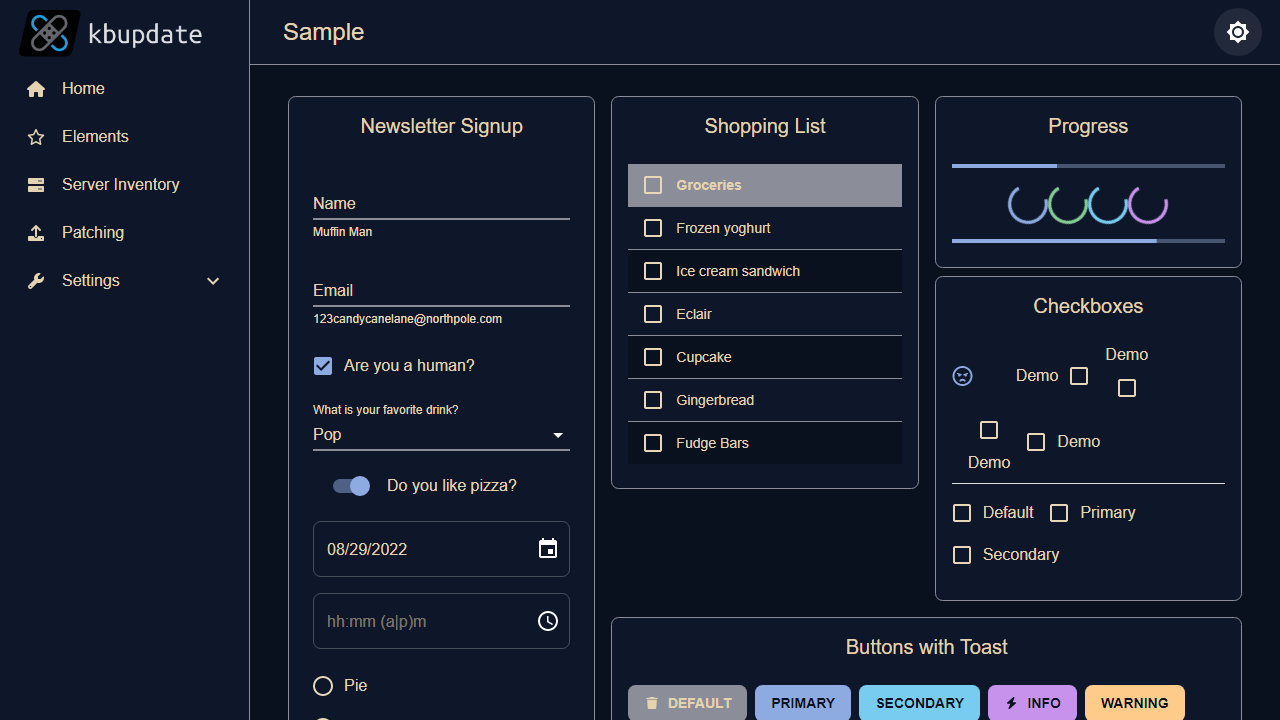 kbupdate
Home
Elements
Server Inventory
Patching
Settings
Sample
Newsletter Signup
Name
Muffin Man
Email
123candycanelane@northpole.com
Are you a human?
What is your favorite drink?
Pop
Do you like pizza?
08/29/2022
hh:mm (a|p)m
Pie
Shopping List
Groceries
Frozen yoghurt
Ice cream sandwich
Eclair
Cupcake
Gingerbread
Fudge Bars
Progress
Checkboxes
Demo
Demo
Demo
Demo
Default Primary
Secondary
Buttons with Toast
DEFAULT PRIMARY SECONDARY INFO WARNING